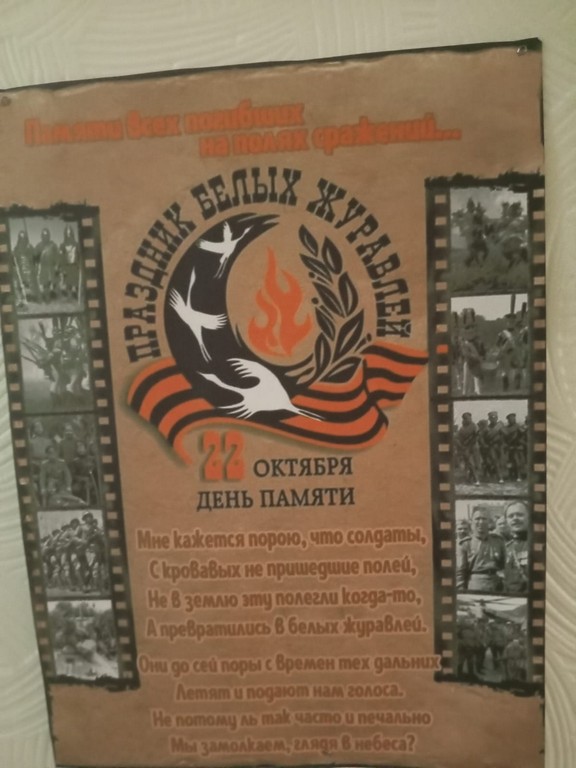 Памяти всех погибших
на полях сражений...
ПРАЗДНИК БЕЛЫХ ЖУРАВЛЕЙ
22 ОКТЯБРЯ
ДЕНЬ ПАМЯТИ
Мне кажется порою, что солдаты,
С кровавых не пришедшие полей,
Не в землю эту полегли когда-то,
А превратились в белых журавлей.
Они до сей поры с времен тех дальних
Летят и подают нам голоса.
Не потому ль так часто и печально
Мы замолкаем, глядя в небеса?